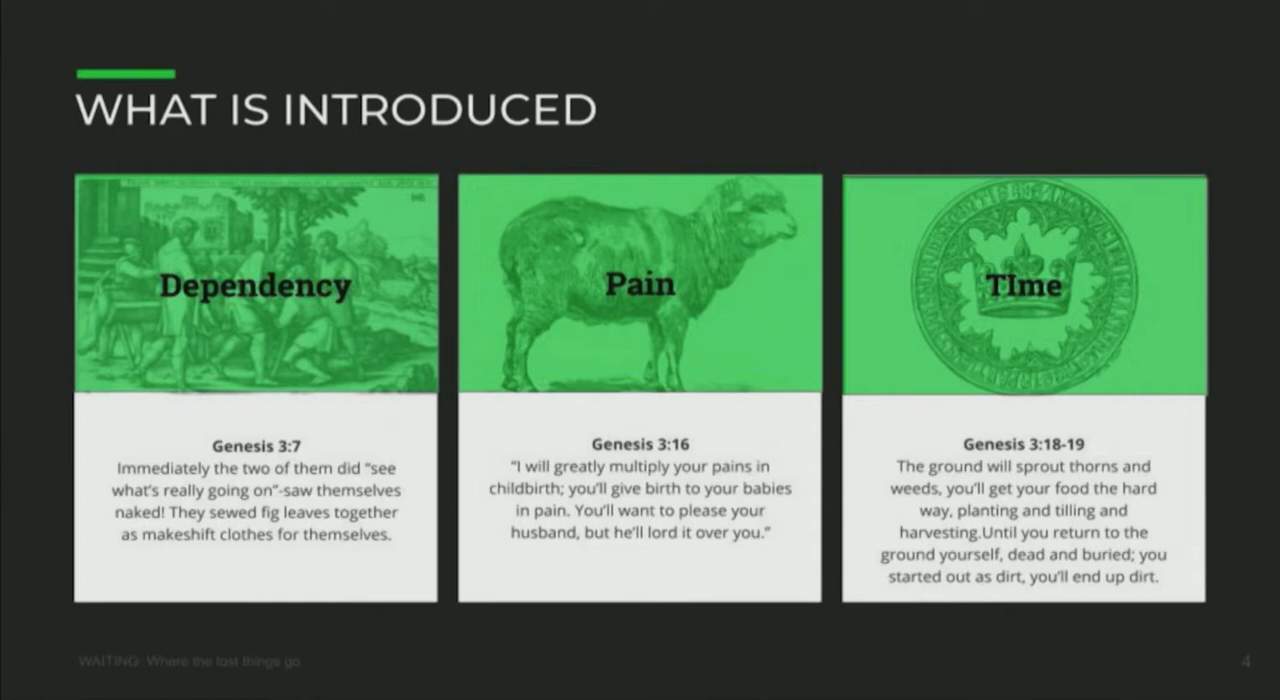 WHAT IS INTRODUCED
Dependency
Genesis 3:7
Immediately the two of them did “see
what’s really going on”-saw themselves
naked! They sewed fig leaves together
as makeshift clothes for themselves.
Pain
Genesis 3:16
“I will greatly multiply your pains in
childbirth; you’ll give birth to your babies
in pain. You’ll want to please your
husband, but he’ll lord it over you.”
TIme
Genesis 3:18-19
The ground will sprout thorns and
weeds, you’ll get your food the hard
way, planting and tilling and
harvesting.Until you return to the
ground yourself, dead and buried; you
started out as dirt, you’ll end up dirt.
WAITING: Where the lost things go
4